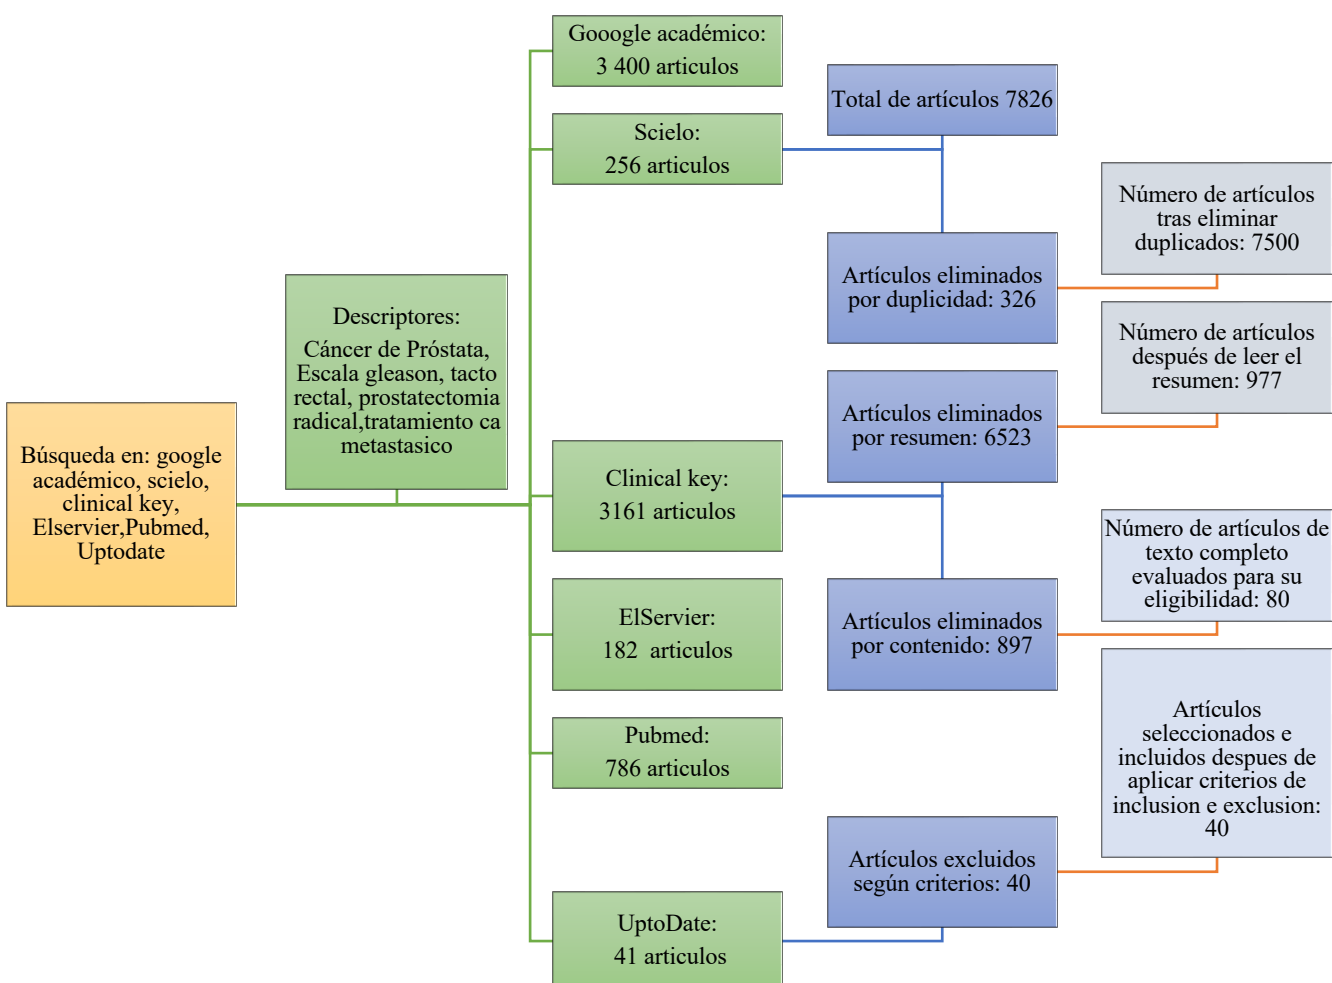 Búsqueda en: google
académico, scielo,
clinical key,
Elservier,Pubmed,
Uptodate
Descriptores:
Cáncer de Próstata,
Escala gleason, tacto
rectal, prostatectomia
radical,tratamiento ca
metastasico
Gooogle académico:
3 400 articulos
Scielo:
256 articulos
Clinical key:
3161 articulos
ElServier:
182 articulos
Pubmed:
786 articulos
UptoDate:
41 articulos
Total de artículos 7826
Artículos eliminados
por duplicidad: 326
Artículos eliminados
por resumen: 6523
Artículos eliminados
por contenido: 897
Artículos excluidos
según criterios: 40
Número de artículos
tras eliminar
duplicados: 7500
Número de artículos
después de leer el
resumen: 977
Número de artículos de
texto completo
evaluados para su
eligibilidad: 80
Artículos
seleccionados e
incluidos despues de
aplicar criterios de
inclusion e exclusion:
40